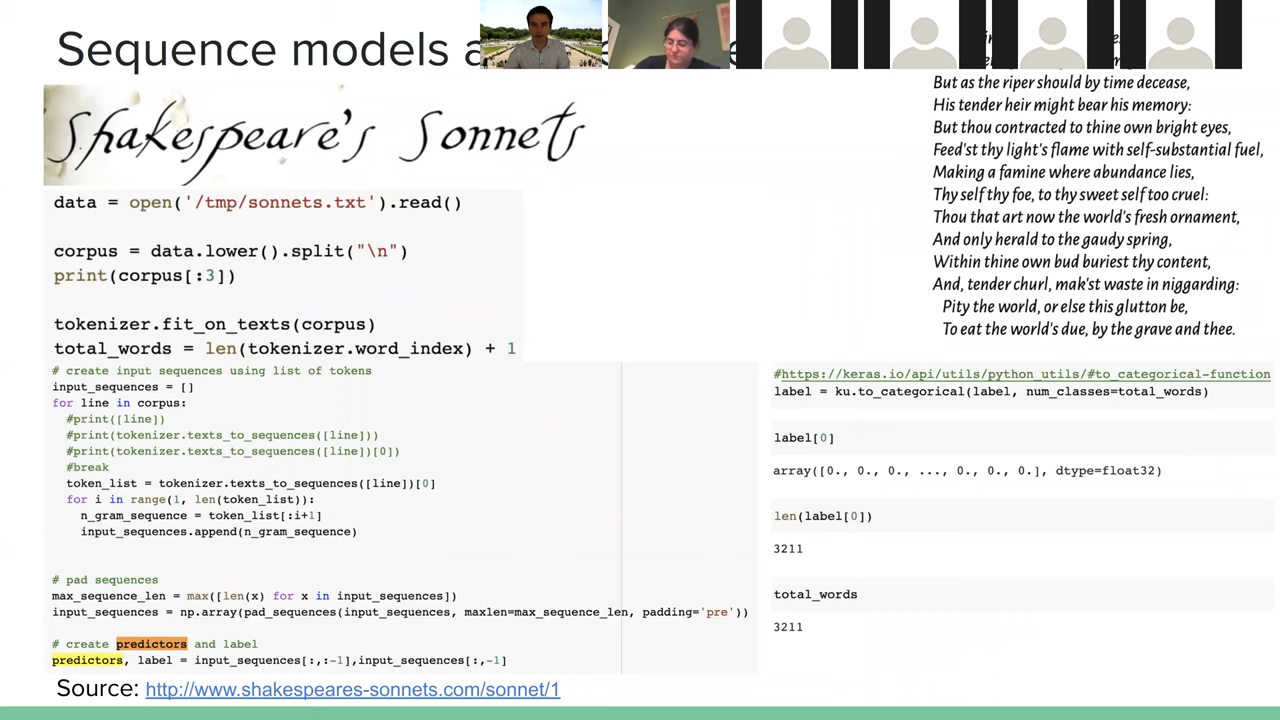 Sequence models a
Shakespeare's Sonnets
data = open('/tmp/sonnets.txt').read()
corpus = data.lower().split("\n")
print(corpus[:3])
tokenizer.fit_on_texts(corpus)
total_words = len(tokenizer.word_index) + 1
# create input sequences using list of tokens
input_sequences = []
for line in corpus:
#print([line])
#print(tokenizer.texts_to_sequences([line]))
#print(tokenizer.texts_to_sequences([line])[0])
#break
token_list = tokenizer.texts_to_sequences([line])[0]
for i in range(1, len(token_list)):
n_gram_sequence = token_list[:i+1]
input_sequences.append(n_gram_sequence)
# pad sequences
max_sequence_len = max([len(x) for x in input_sequences])
input_sequences = np.array(pad_sequences(input_sequences, maxlen=max_sequence_len, padding='pre'))
# create predictors and label
predictors, label = input_sequences[:,:-1],input_sequences[:,-1]
Source: http://www.shakespeares-sonnets.com/sonnet/1
But as the riper should by time decease,
His tender heir might bear his memory:
But thou contracted to thine own bright eyes,
Feed'st thy light's flame with self-substantial fuel,
Making a famine where abundance lies,
Thy self thy foe, to thy sweet self too cruel:
Thou that art now the world's fresh ornament,
And only herald to the gaudy spring,
Within thine own bud buriest thy content,
And, tender churl, mak'st waste in niggarding:
Pity the world, or else this glutton be,
To eat the world's due, by the grave and thee.
#https://keras.io/api/utils/python_utils/#to_categorical-function
label = ku.to_categorical(label, num_classes=total_words)
label[0]
array([0., 0., 0., ..., 0., 0., 0.], dtype=float32)
len(label[0])
3211
total_words
3211